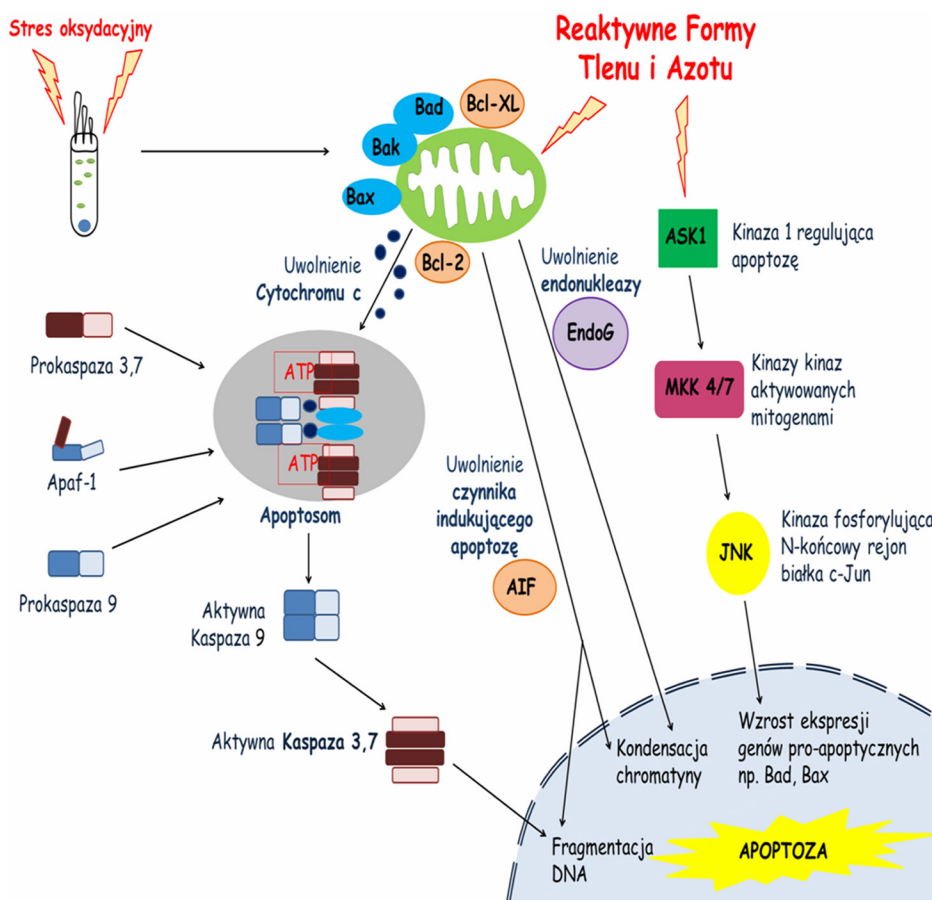 Stres oksydacyjny
Reaktywne Formy
Tlenu i Azotu
Bad
Bcl-XL
Bak
Bax
Bcl-2
Uwolnienie
Cytochromu c
Uwolnienie
endonukleazy
EndoG
ASK1
Kinaza 1 regulująca
apoptozę
Prokaspaza 3,7
Apaf-1
Prokaspaza 9
ATP
ATP
Apoptosom
MKK 4/7
Kinazy kinaz
aktywowanych
mitogenami
Uwolnienie
czynnika
indukującego
apoptozę
AIF
JNK
Kinaza fosforylująca
N-końcowy rejon
białka c-Jun
Aktywna
Kaspaza 9
Aktywna Kaspaza 3,7
Kondensacja
chromatyny
Wzrost ekspresji
genów pro-apoptycznych
np. Bad, Bax
Fragmentacja
DNA
APOPTOZA